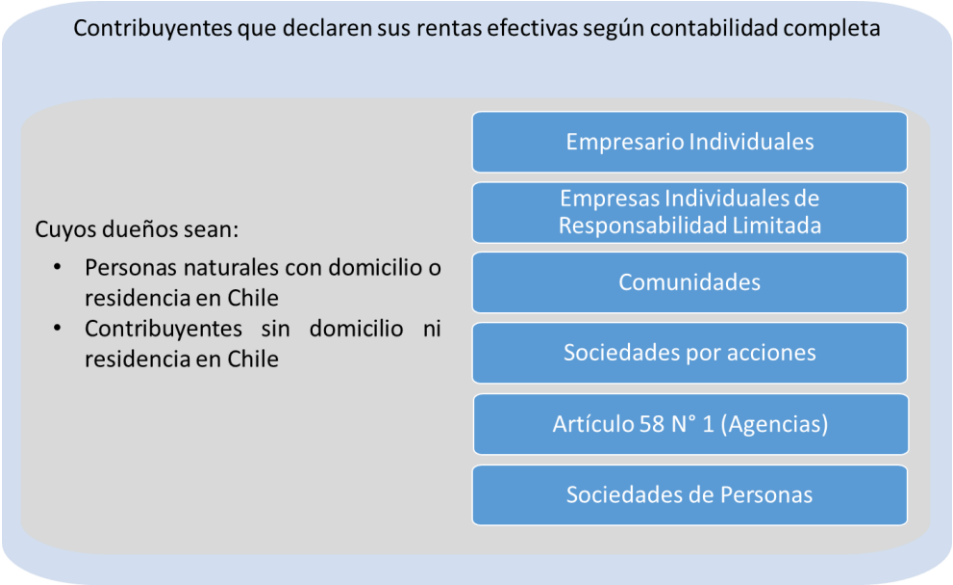 Contribuyentes que declaren sus rentas efectivas según contabilidad completa
Cuyos dueños sean:
• Personas naturales con domicilio o
residencia en Chile
• Contribuyentes sin domicilio ni
residencia en Chile
Empresario Individuales
Empresas Individuales de
Responsabilidad Limitada
Comunidades
Sociedades por acciones
Artículo 58 N° 1 (Agencias)
Sociedades de Personas